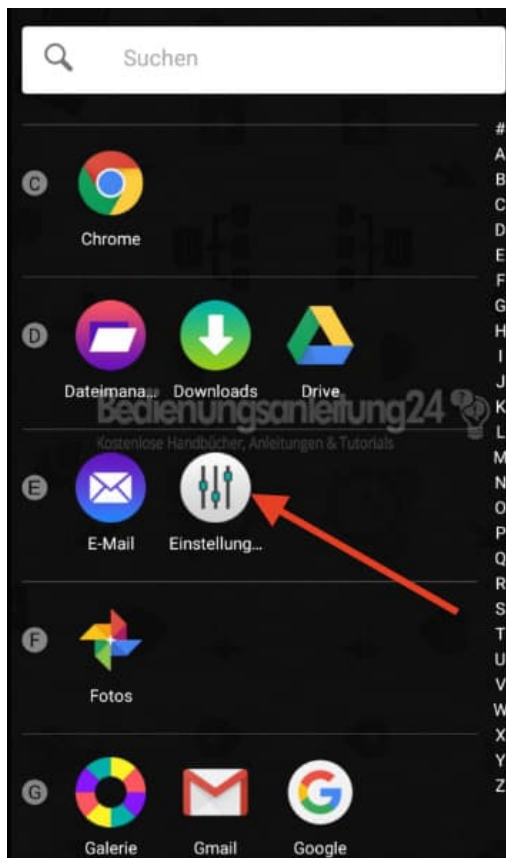 Suchen
#
A
B
C
D
E
F
G
H
I
J
K
L
M
N
O
P
Q
R
S
T
U
V
W
X
Y
Z
C
Chrome
D
Dateimana... Downloads Drive
Bedienungsanleitung24
Kostenlose Handbücher, Anleitungen & Tutorials
E
E-Mail Einstellung...
F
Fotos
G
Galerie Gmail Google